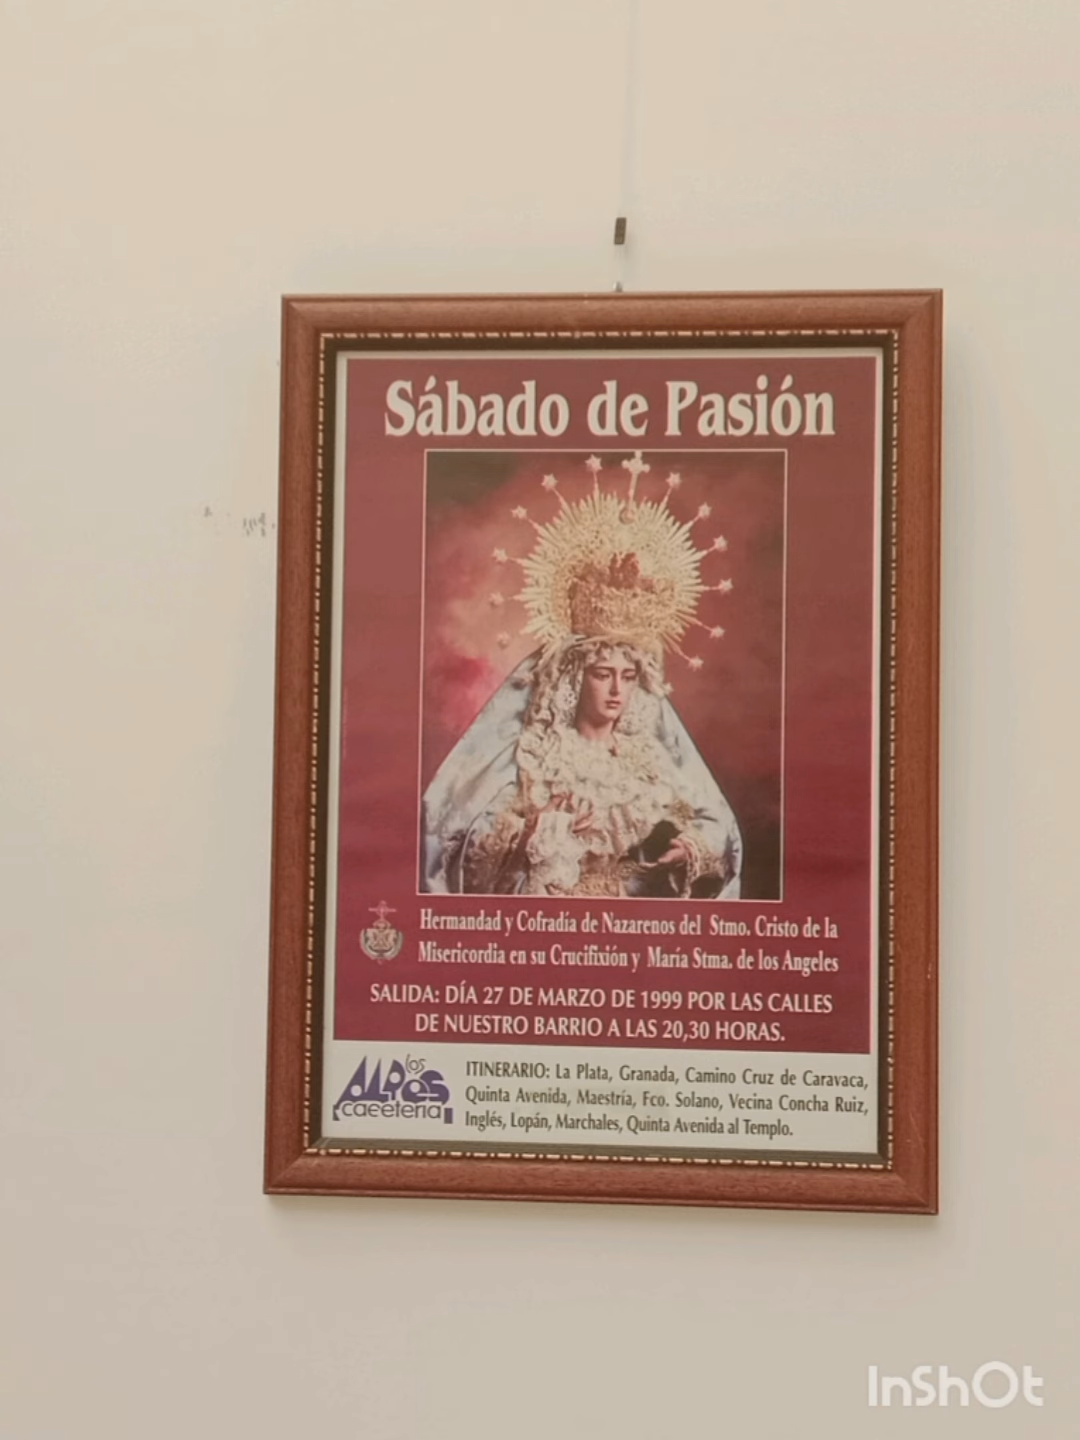 Sábado de Pasión
Hermandad y Cofradía de Nazarenos del Stmo. Cristo de la
Misericordia en su Crucifixión y María Stma. de los Angeles
SALIDA: DÍA 27 DE MARZO DE 1999 POR LAS CALLES
DE NUESTRO BARRIO A LAS 20,30 HORAS.
los
ALPES
cafetería
ITINERARIO: La Plata, Granada, Camino Cruz de Caravaca,
Quinta Avenida, Maestría, Fco. Solano, Vecina Concha Ruiz,
Inglés, Lopán, Marchales, Quinta Avenida al Templo.
InShOt